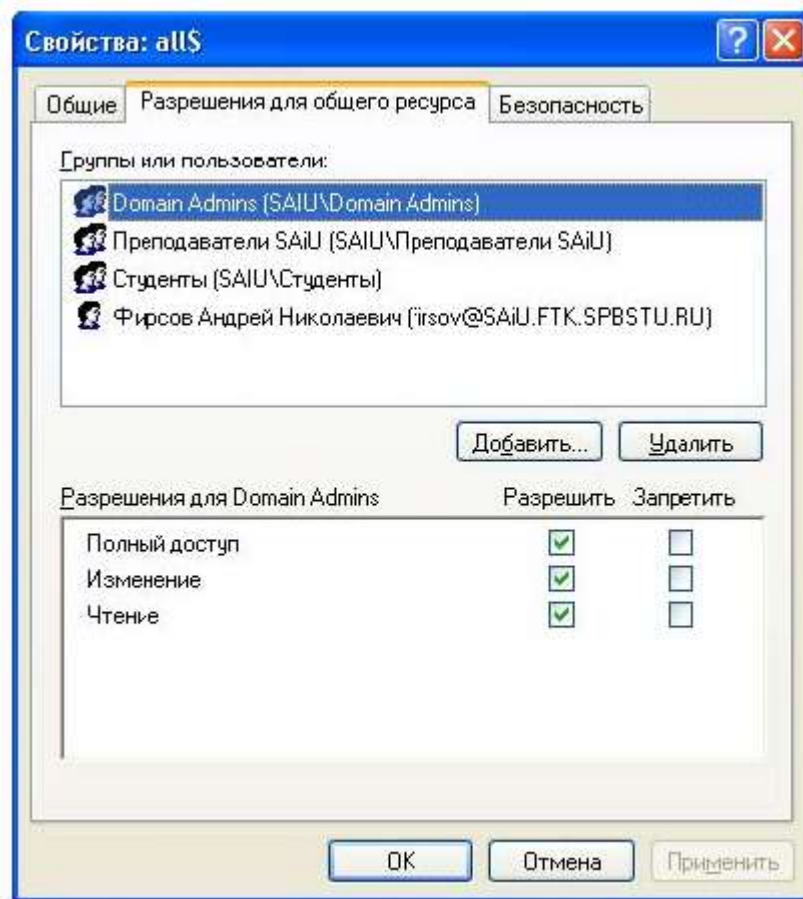 Свойства: all$
Общие Разрешения для общего ресурса Безопасность
Группы или пользователи:
Domain Admins (SAIU\Domain Admins)
Преподаватели SAiU (SAIU\Преподаватели SAiU)
Студенты (SAIU\Студенты)
Фирсов Андрей Николаевич (ïrsov@SAiU.FTK.SPBSTU.RU)
Добавить... Удалить
Разрешения для Domain Admins Разрешить Запретить
Полный доступ
Изменение
Чтение
OK Отмена Применить